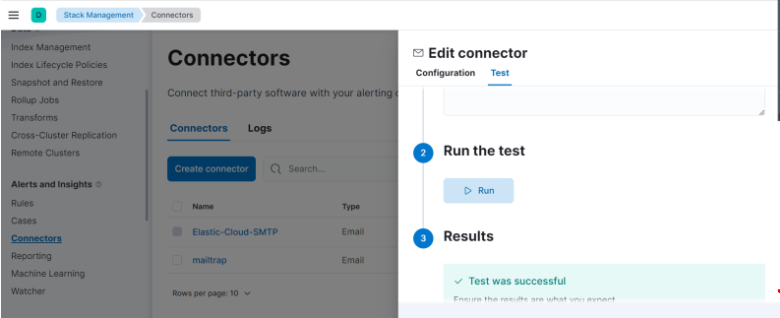 D Stack Management Connectors
Index Management
Index Lifecycle Policies
Snapshot and Restore
Rollup Jobs
Transforms
Cross-Cluster Replication
Remote Clusters
Alerts and Insights
Rules
Cases
Connectors
Reporting
Machine Learning
Watcher
Connectors
Connect third-party software with your alerting
Connectors Logs
Create connector Search...
Name Type
Elastic-Cloud-SMTP Email
mailtrap Email
Rows per page: 10
Edit connector
Configuration Test
2 Run the test
Run
3 Results
Test was successful
Ensure the results are what you expect.